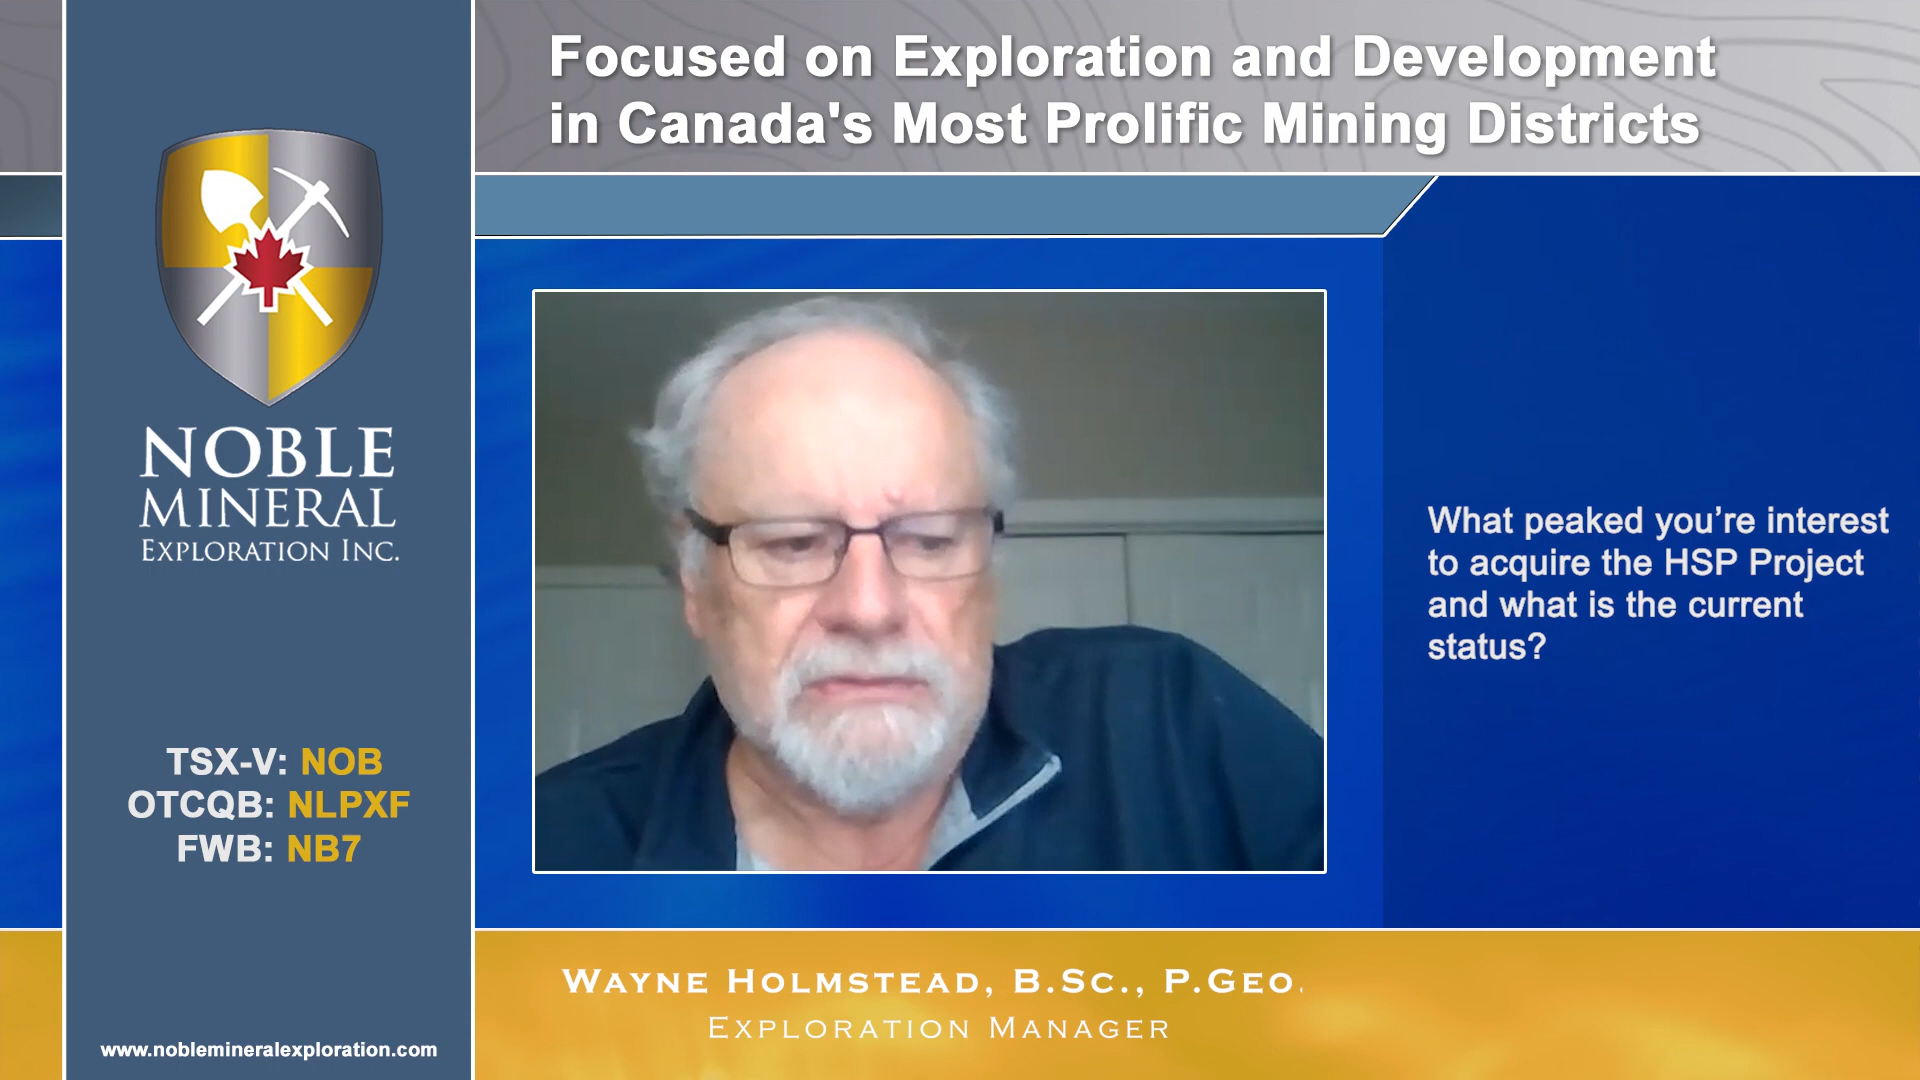 Focused on Exploration and Development
in Canada's Most Prolific Mining Districts
NOBLE
MINERAL
EXPLORATION INC.
TSX-V: NOB
OTCQB: NLPXF
FWB: NB7
www.noblemineralexploration.com
What peaked you’re interest
to acquire the HSP Project
and what is the current
status?
WAYNE HOLMSTEAD, B.SC., P.GEO.
EXPLORATION MANAGER